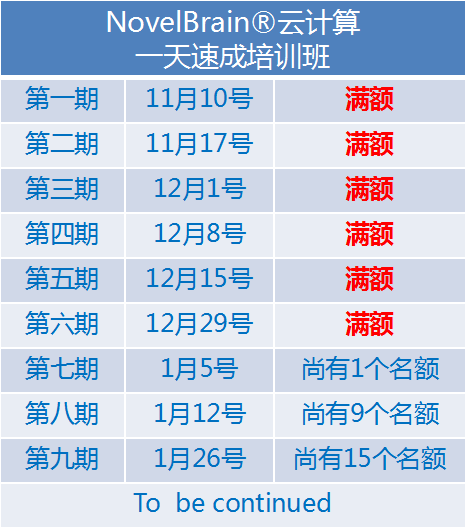 NovelBrain®云计算
一天速成培训班
第一期 11月10号 满额
第二期 11月17号 满额
第三期 12月1号 满额
第四期 12月8号 满额
第五期 12月15号 满额
第六期 12月29号 满额
第七期 1月5号 尚有1个名额
第八期 1月12号 尚有9个名额
第九期 1月26号 尚有15个名额
To be continued